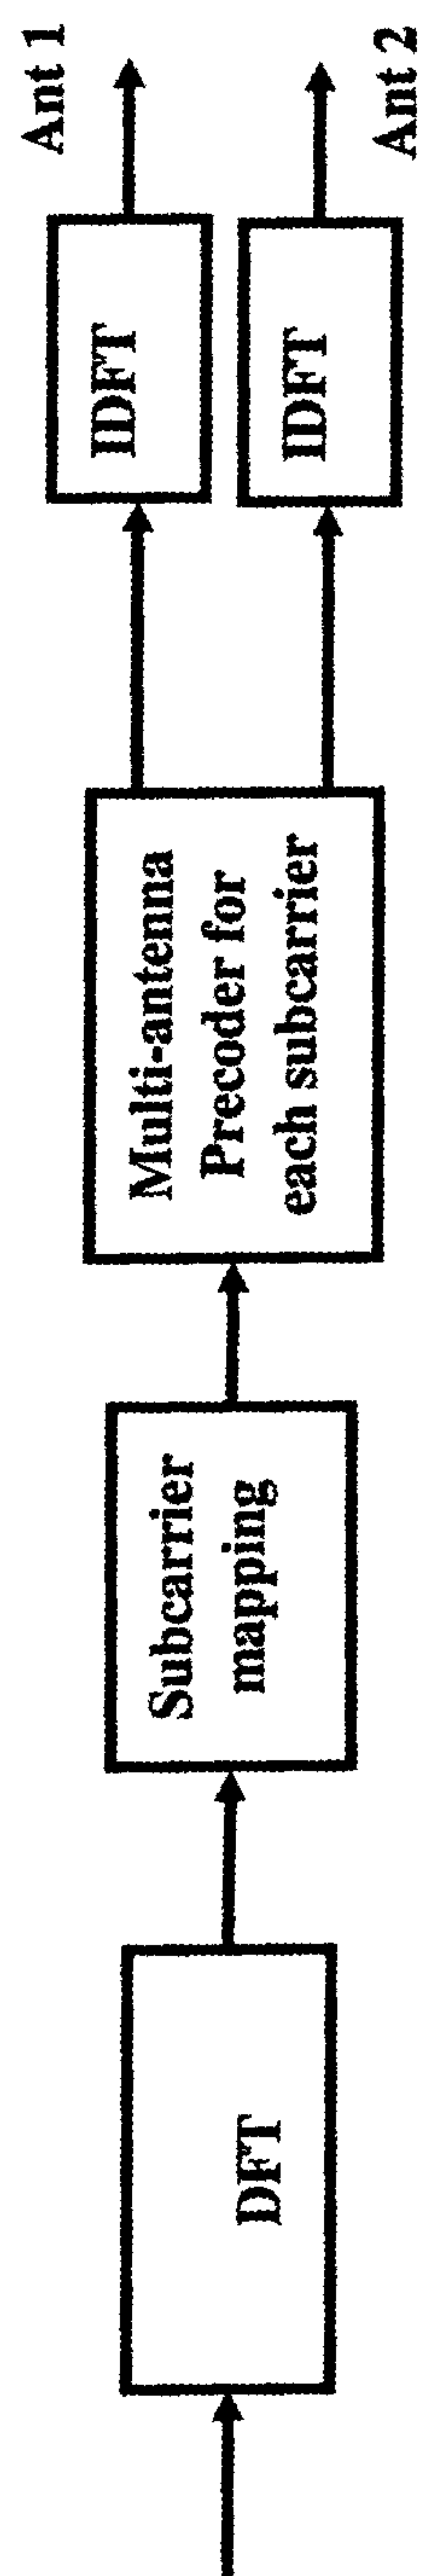 DFT
Subcarrier
mapping
Multi-antenna
Precoder for
each subcarrier
IDFT
IDFT
Ant 1
Ant 2